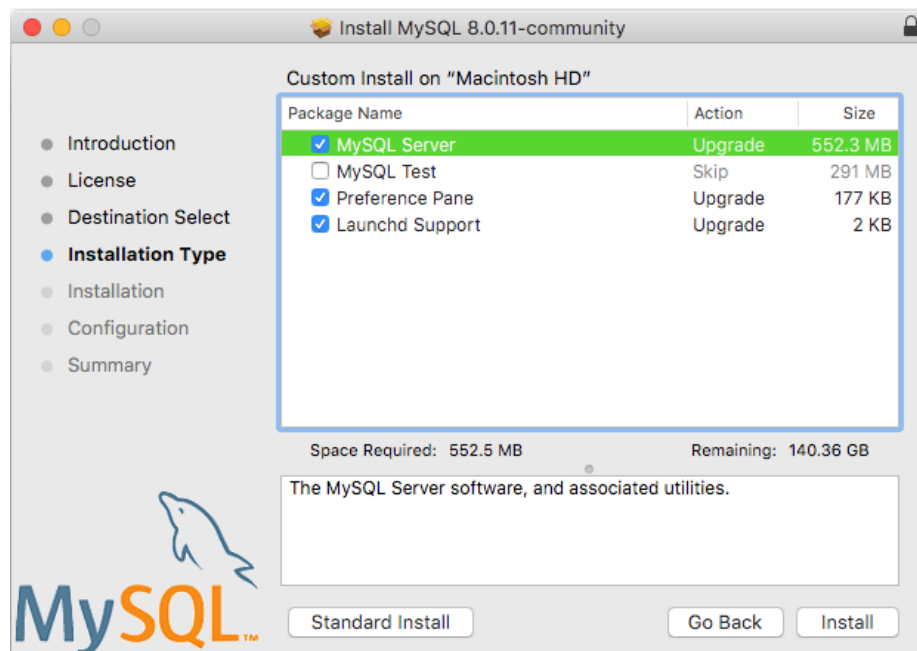 Install MySQL 8.0.11-community
Custom Install on “Macintosh HD”
Package Name Action Size
MySQL Server Upgrade 552.3 MB
MySQL Test Skip 291 MB
Preference Pane Upgrade 177 KB
Launchd Support Upgrade 2 KB
Introduction
License
Destination Select
Installation Type
Installation
Configuration
Summary
Space Required: 552.5 MB Remaining: 140.36 GB
The MySQL Server software, and associated utilities.
MySQL™
Standard Install Go Back Install